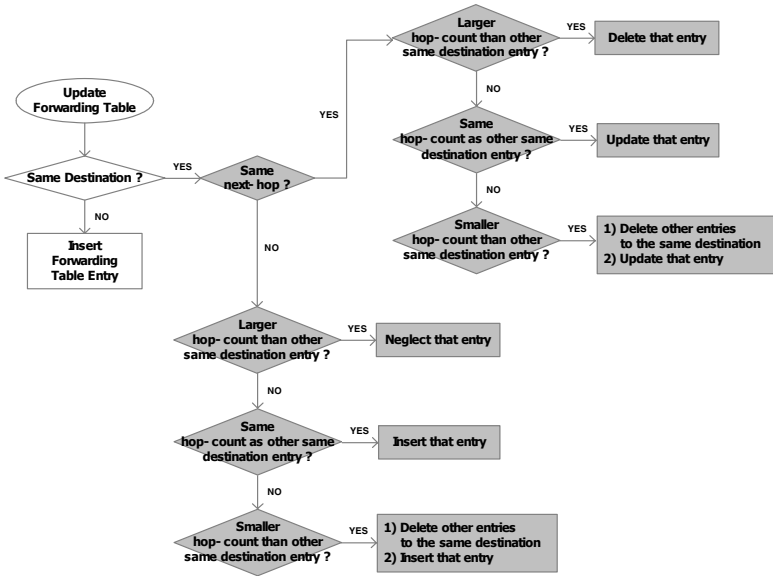 Update
Forwarding Table
Same Destination ?
YES
NO
Insert
Forwarding
Table Entry
Same
next- hop ?
YES
NO
Larger
hop- count than other
same destination entry ?
YES
Delete that entry
NO
Same
hop- count as other same
destination entry ?
YES
Update that entry
NO
Smaller
hop- count than other
same destination entry ?
YES
1) Delete other entries
to the same destination
2) Update that entry
Larger
hop- count than other
same destination entry ?
YES
Neglect that entry
NO
Same
hop- count as other same
destination entry ?
YES
Insert that entry
NO
Smaller
hop- count than other
same destination entry ?
YES
1) Delete other entries
to the same destination
2) Insert that entry